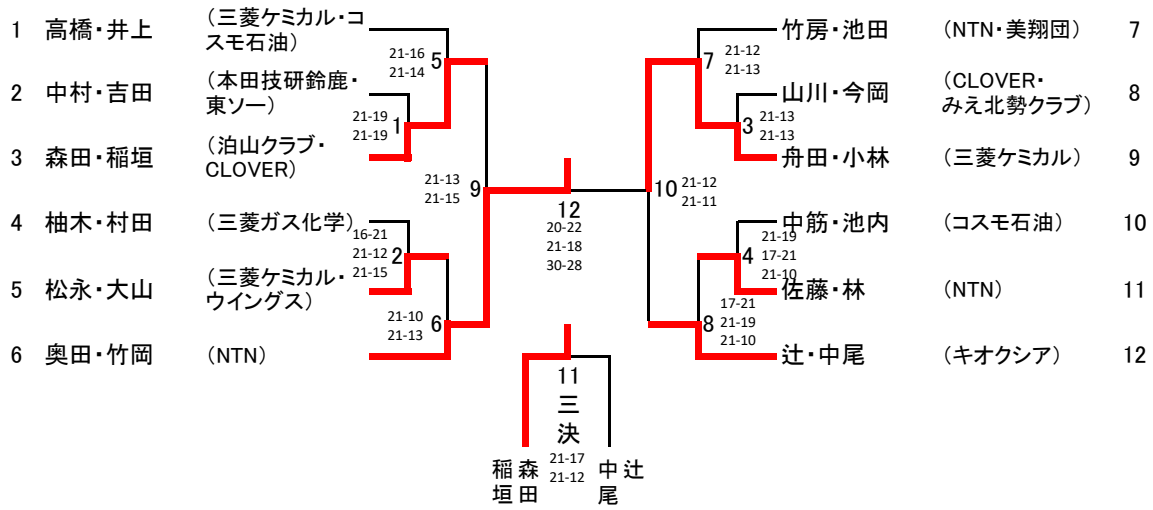 1 高橋・井上 (三菱ケミカル・コ
スモ石油)
2 中村・吉田 (本田技研鈴鹿・
東ソー)
3 森田・稲垣 (泊山クラブ・
CLOVER)
4 柚木・村田 (三菱ガス化学)
5 松永・大山 (三菱ケミカル・
ウイングス)
6 奥田・竹岡 (NTN)
21-16
21-14
5
21-19
21-19
1
21-13
21-15
9
16-21
21-12
21-15
2
21-10
21-13
6
12
20-22
21-18
30-28
11
三
決
21-17
21-12
森田
稲垣
辻
中尾
竹房・池田 (NTN・美翔団) 7
山川・今岡 (CLOVER・
みえ北勢クラブ) 8
舟田・小林 (三菱ケミカル) 9
中筋・池内 (コスモ石油) 10
佐藤・林 (NTN) 11
辻・中尾 (キオクシア) 12
7
21-12
21-13
3
21-13
21-13
10
21-12
21-11
4
21-19
17-21
21-10
8
17-21
21-19
21-10